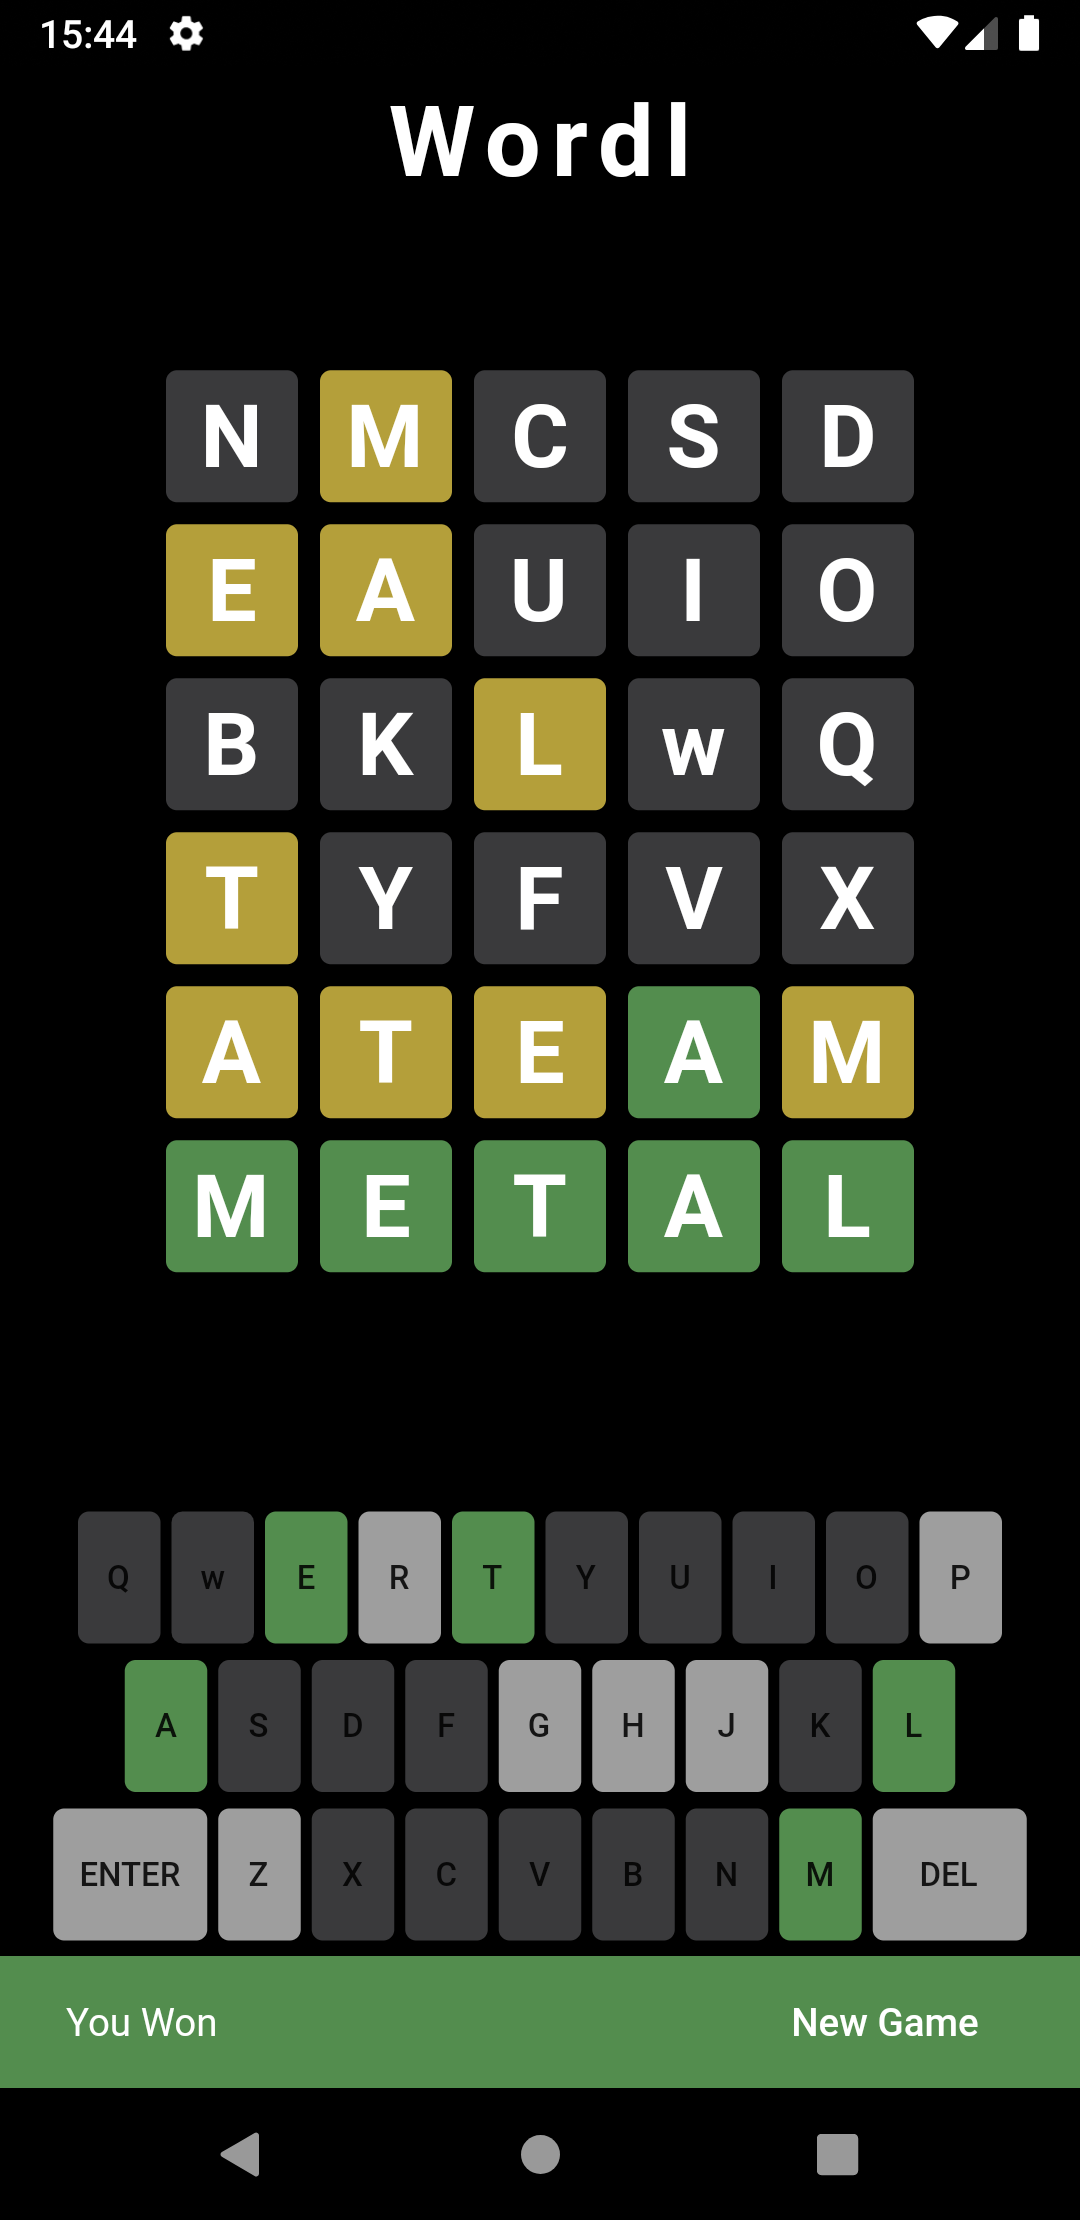 15:44
Wordl
N M C S D
E A U I O
B K L w Q
T Y F V X
A T E A M
M E T A L
Q w E R T Y U I O P
A S D F G H J K L
ENTER Z X C V B N M DEL
You Won New Game